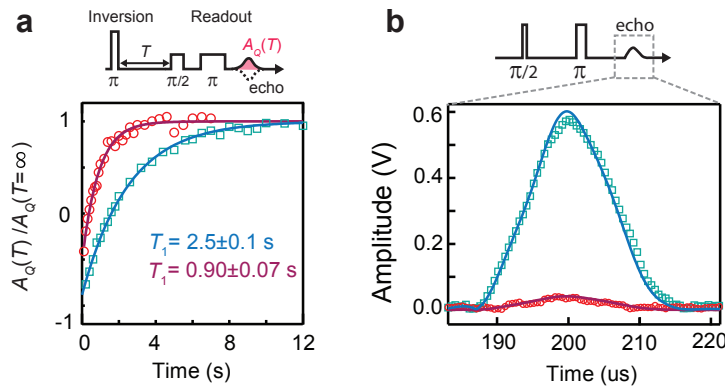 a
Inversion
Readout
T
A_Q(T)
π
π/2
π
echo
A_Q(T)/A_Q(T=∞)
1
0
-1
T₁= 2.5±0.1 s
T₁= 0.90±0.07 s
0
4
8
12
Time (s)
b
echo
π/2
π
Amplitude (V)
0.6
0.4
0.2
0.0
190
200
210
220
Time (us)